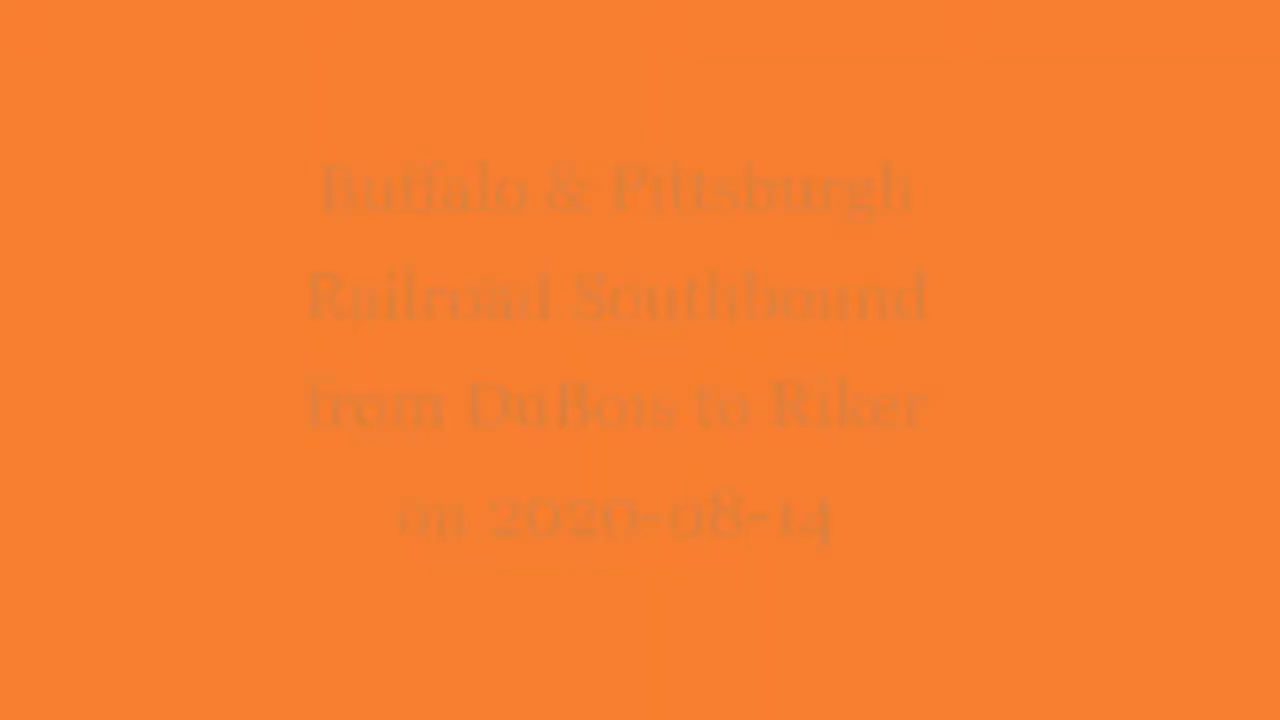 Buffalo & Pittsburgh
Railroad Southbound
from DuBois to Riker
on 2020-08-14